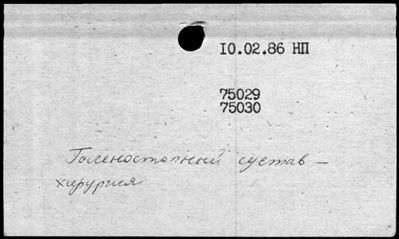 10.02.86 НП
75029
75030
Голеностопный сустав –
хирургия